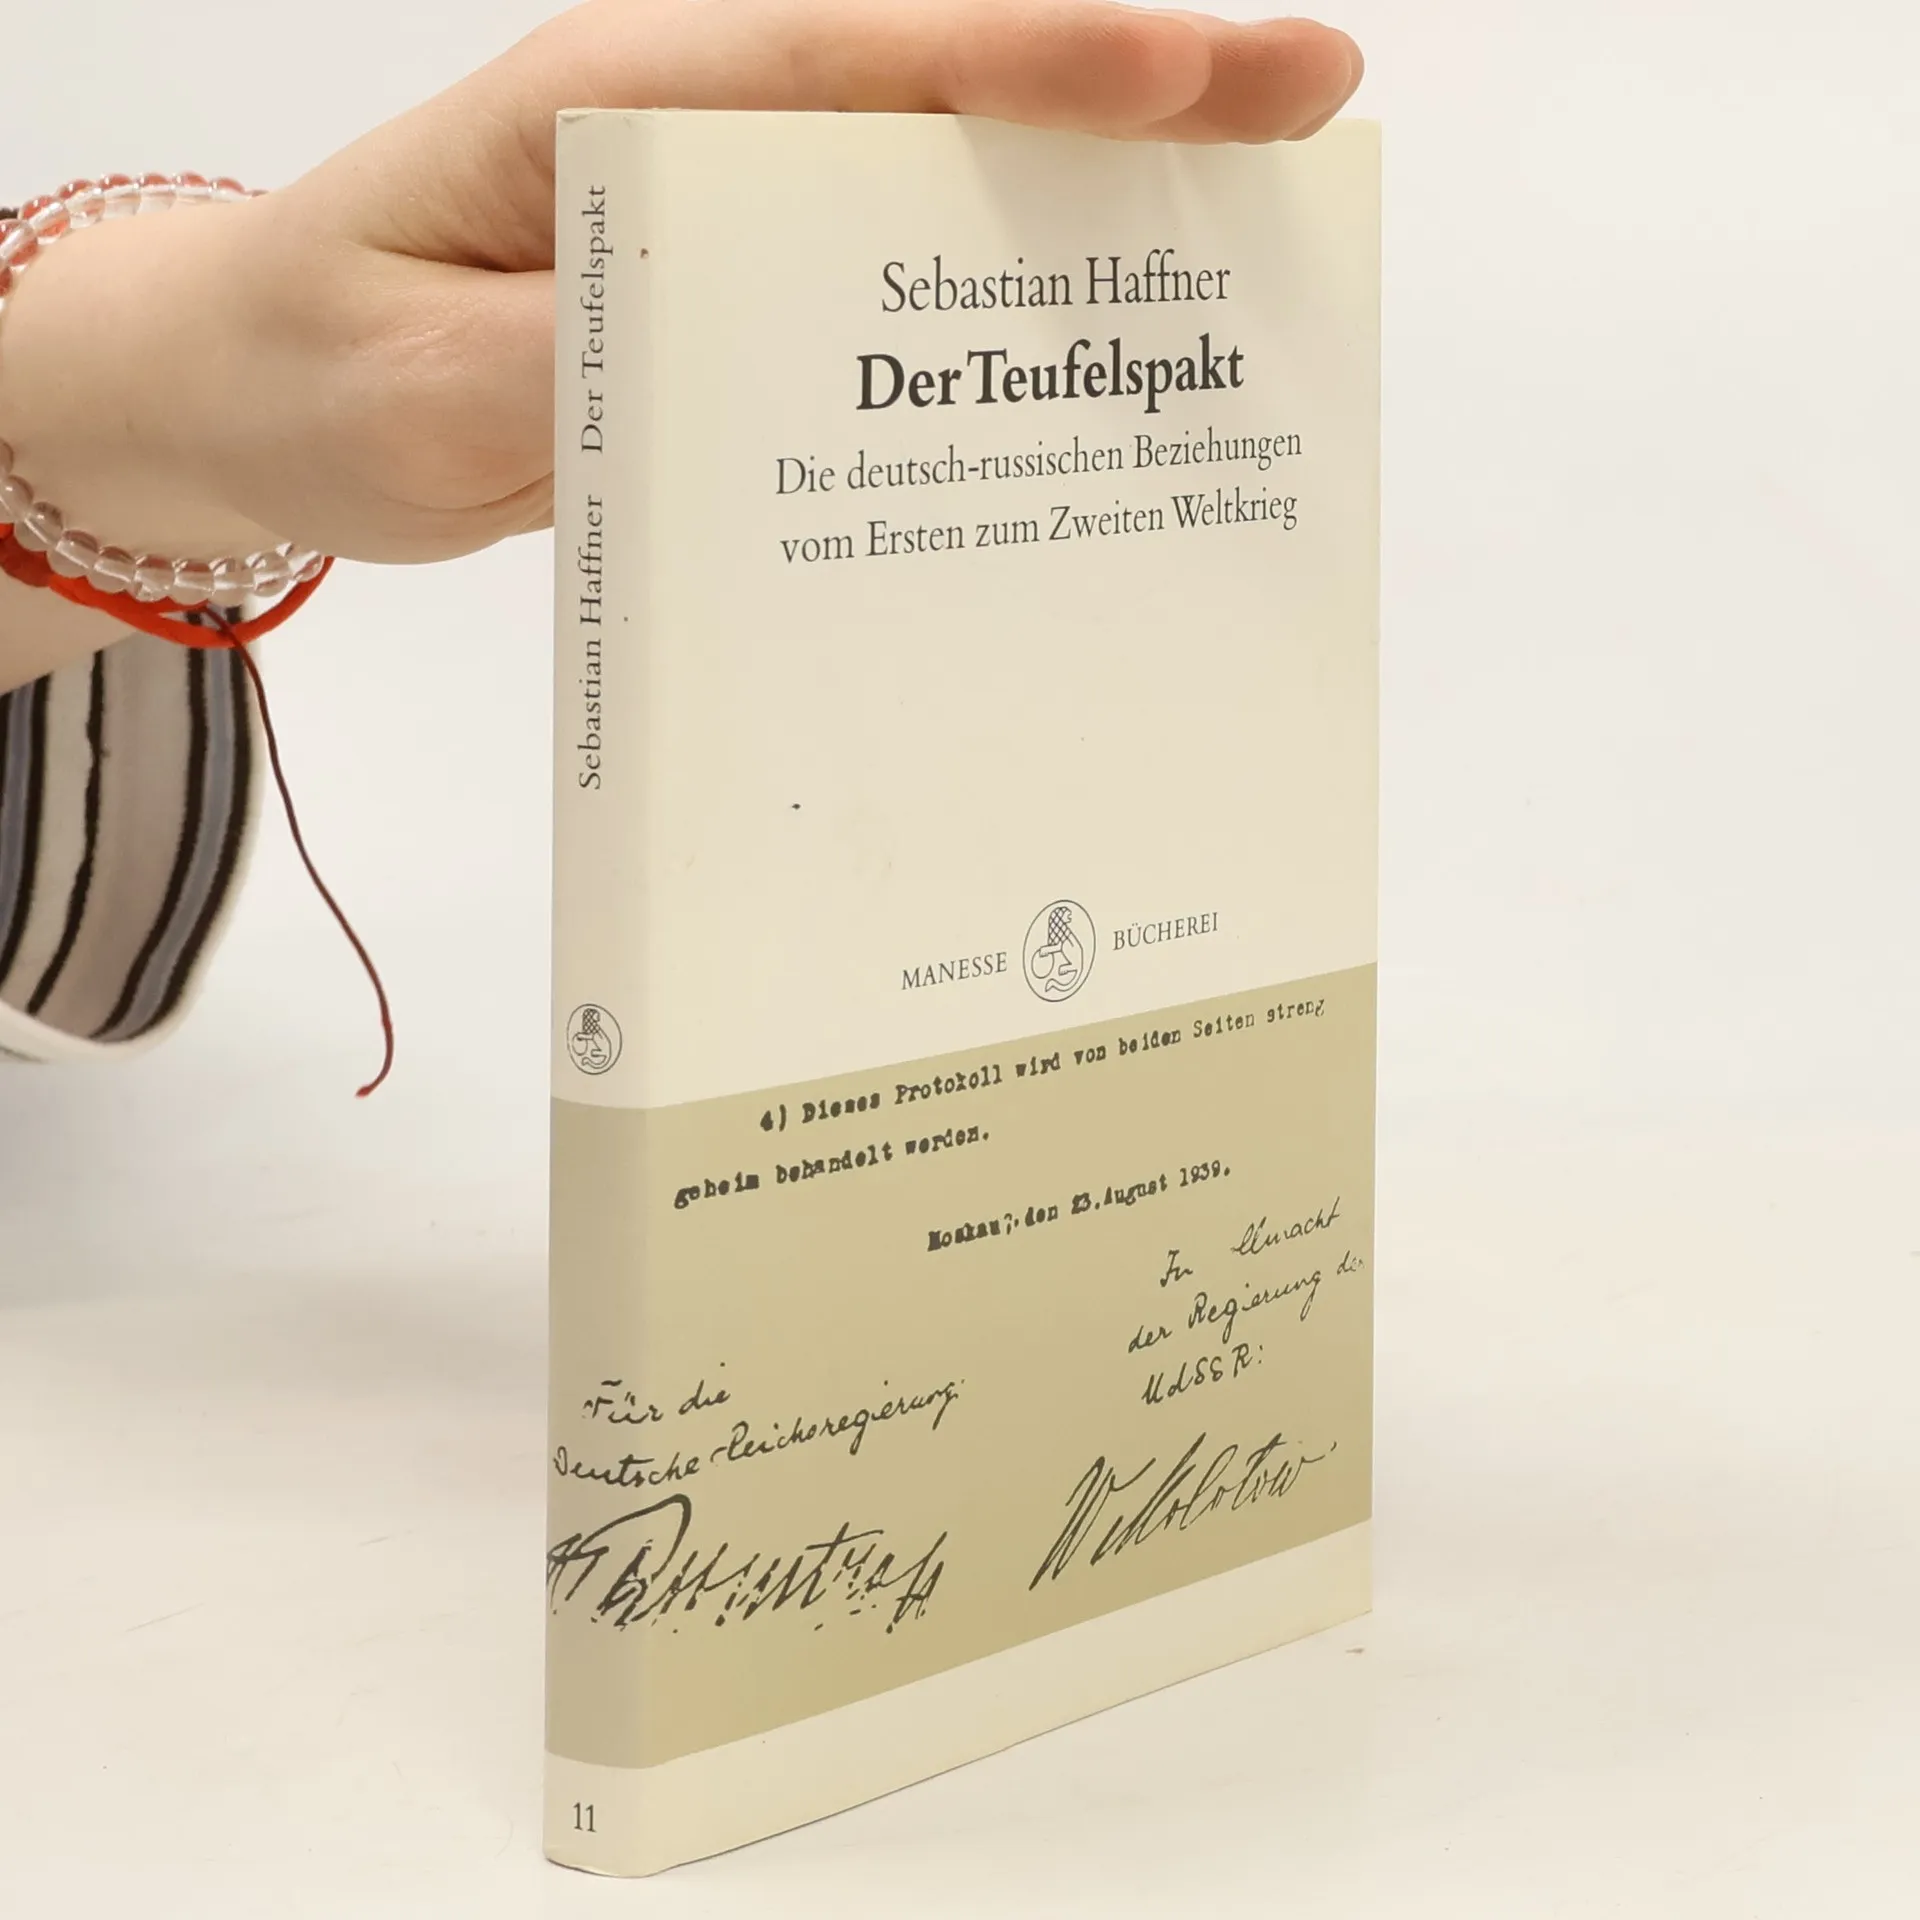 Sebastian Haffner
Der Teufelspakt
Die deutsch-russischen Beziehungen
vom Ersten zum Zweiten Weltkrieg
MANESSE BÜCHEREI
4) Dieses Protokoll wird von beiden Seiten streng
geheim behandelt werden.
Moskau, den 23. August 1939.
In Vollmacht
der Regierung der
UdSSR:
Für die
Deutsche Reichsregierung:
W Molotow
Sebastian Haffner Der Teufelspakt
11